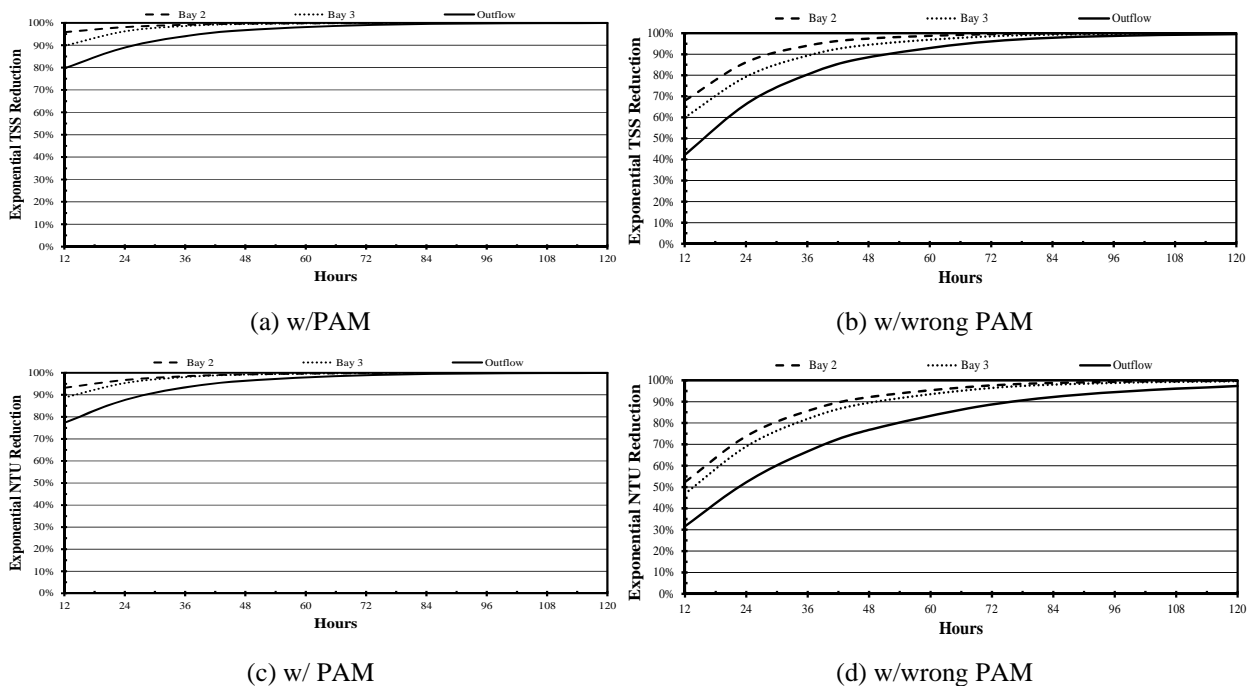 Bay 2 Bay 3 Outflow
Exponential TSS Reduction
100%
90%
80%
70%
60%
50%
40%
30%
20%
10%
0%
12 24 36 48 60 72 84 96 108 120
Hours
(a) w/PAM
Bay 2 Bay 3 Outflow
Exponential TSS Reduction
100%
90%
80%
70%
60%
50%
40%
30%
20%
10%
0%
12 24 36 48 60 72 84 96 108 120
Hours
(b) w/wrong PAM
Bay 2 Bay 3 Outflow
Exponential NTU Reduction
100%
90%
80%
70%
60%
50%
40%
30%
20%
10%
0%
12 24 36 48 60 72 84 96 108 120
Hours
(c) w/ PAM
Bay 2 Bay 3 Outflow
Exponential NTU Reduction
100%
90%
80%
70%
60%
50%
40%
30%
20%
10%
0%
12 24 36 48 60 72 84 96 108 120
Hours
(d) w/wrong PAM